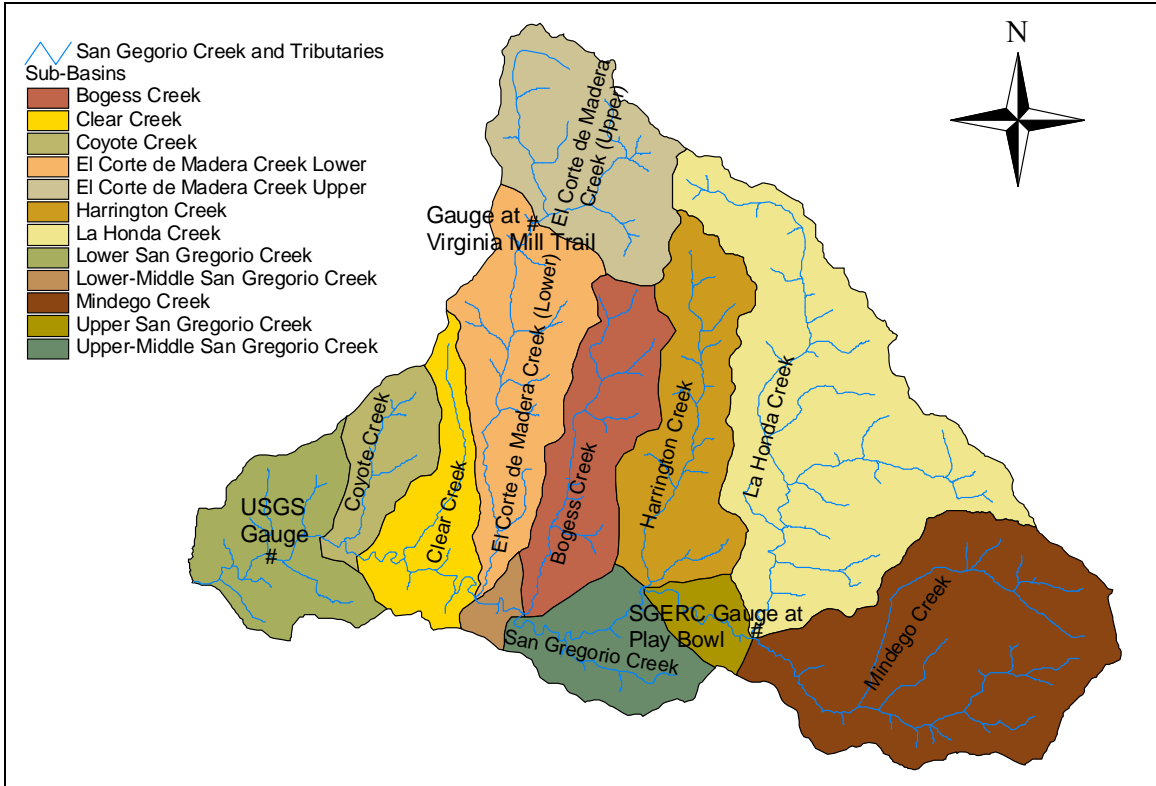 San Gegorio Creek and Tributaries
Sub-Basins
Bogess Creek
Clear Creek
Coyote Creek
El Corte de Madera Creek Lower
El Corte de Madera Creek Upper
Harrington Creek
La Honda Creek
Lower San Gregorio Creek
Lower-Middle San Gregorio Creek
Mindego Creek
Upper San Gregorio Creek
Upper-Middle San Gregorio Creek
N
El Corte de Madera
Creek (Upper)
Gauge at #
Virginia Mill Trail
El Corte de Madera Creek (Lower)
La Honda Creek
Harrington Creek
Bogess Creek
Coyote Creek
Clear Creek
USGS
Gauge
#
SGERC Gauge at
Play Bowl
#
San Gregorio Creek
Mindego Creek